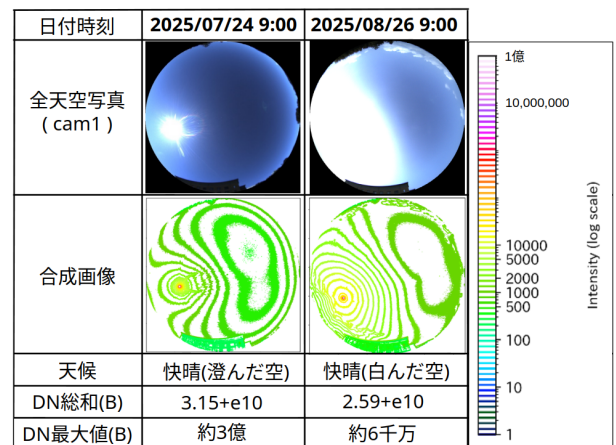 日付時刻 2025/07/24 9:00 2025/08/26 9:00
全天空写真
( cam1 )
合成画像
天候 快晴(澄んだ空) 快晴(白んだ空)
DN総和(B) 3.15+e10 2.59+e10
DN最大値(B) 約3億 約6千万
1億
10,000,000
10000
5000
2000
1000
500
100
10
1
Intensity (log scale)